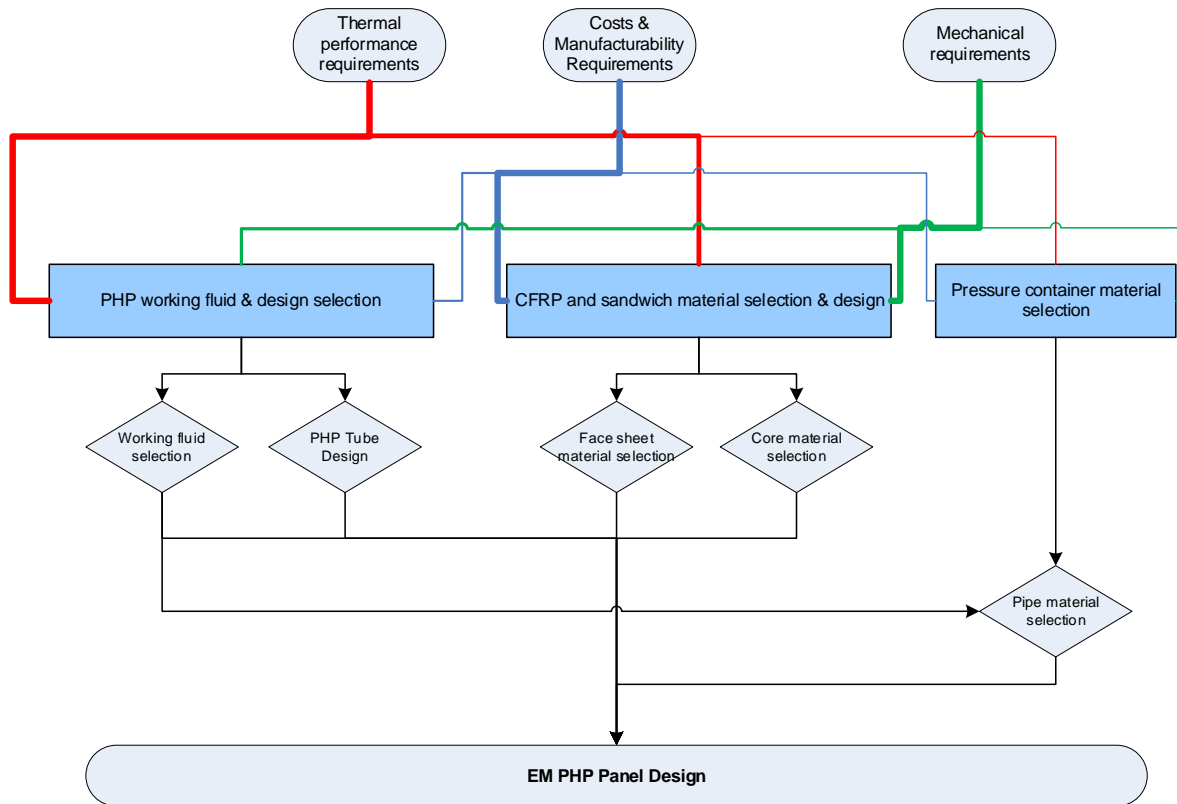 Thermal
performance
requirements
Costs &
Manufacturability
Requirements
Mechanical
requirements
PHP working fluid & design selection
CFRP and sandwich material selection & design
Pressure container material
selection
Working fluid
selection
PHP Tube
Design
Face sheet
material selection
Core material
selection
Pipe material
selection
EM PHP Panel Design